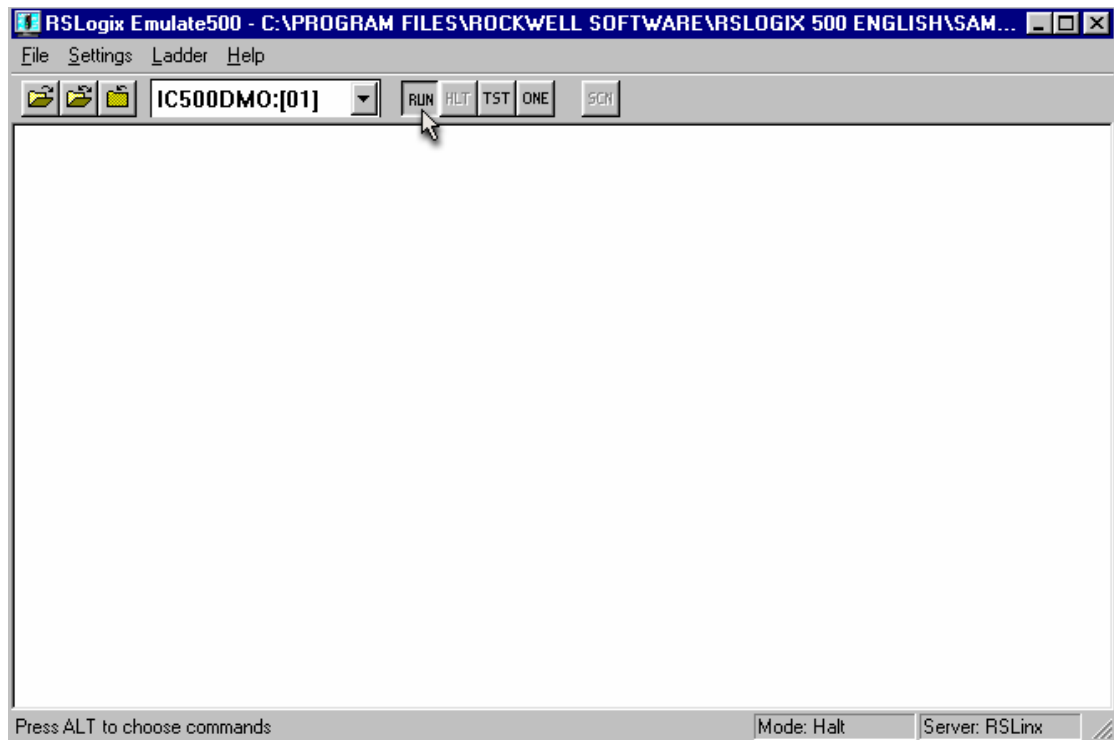 RSLogix Emulate500 - C:\PROGRAM FILES\ROCKWELL SOFTWARE\RSLOGIX 500 ENGLISH\SAM...
File Settings Ladder Help
IC500DMO:[01] RUN HLT TST ONE SCN
Press ALT to choose commands Mode: Halt Server: RSLinx